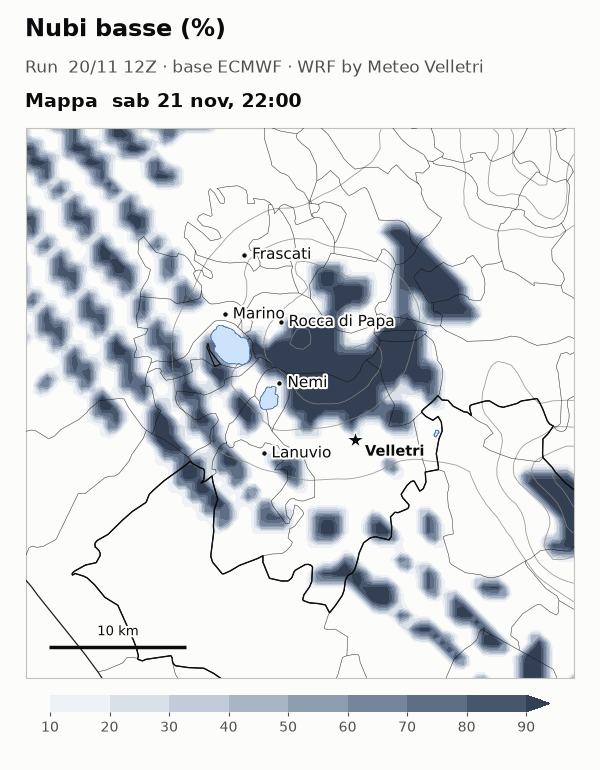 Nubi basse (%)
Run  20/11 12Z · base ECMWF · WRF by Meteo Velletri
Mappa  sab 21 nov, 22:00
Frascati
Marino
Rocca di Papa
Nemi
Velletri
Lanuvio
10 km
10 20 30 40 50 60 70 80 90